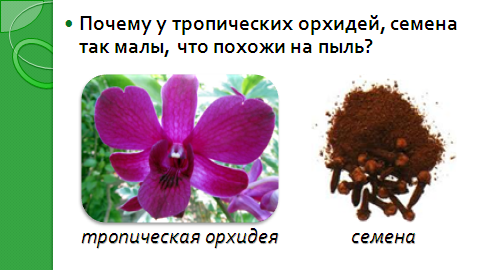 Почему у тропических орхидей, семена
так малы, что похожи на пыль?
тропическая орхидея
семена